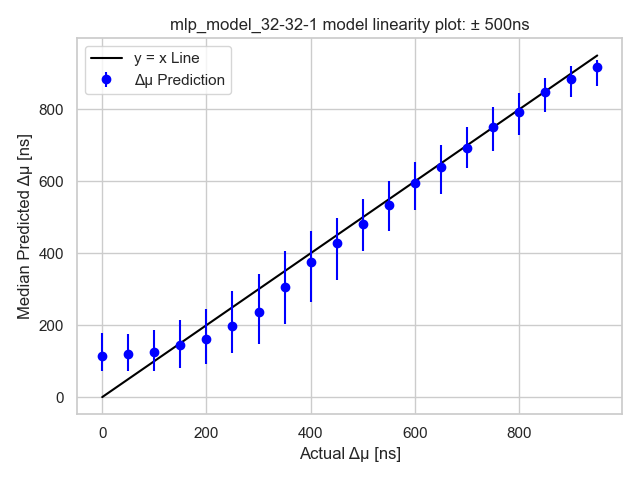 mlp_model_32-32-1 model linearity plot: ± 500ns
y = x Line
Δμ Prediction
Median Predicted Δμ [ns]
800
600
400
200
0
0 200 400 600 800
Actual Δμ [ns]